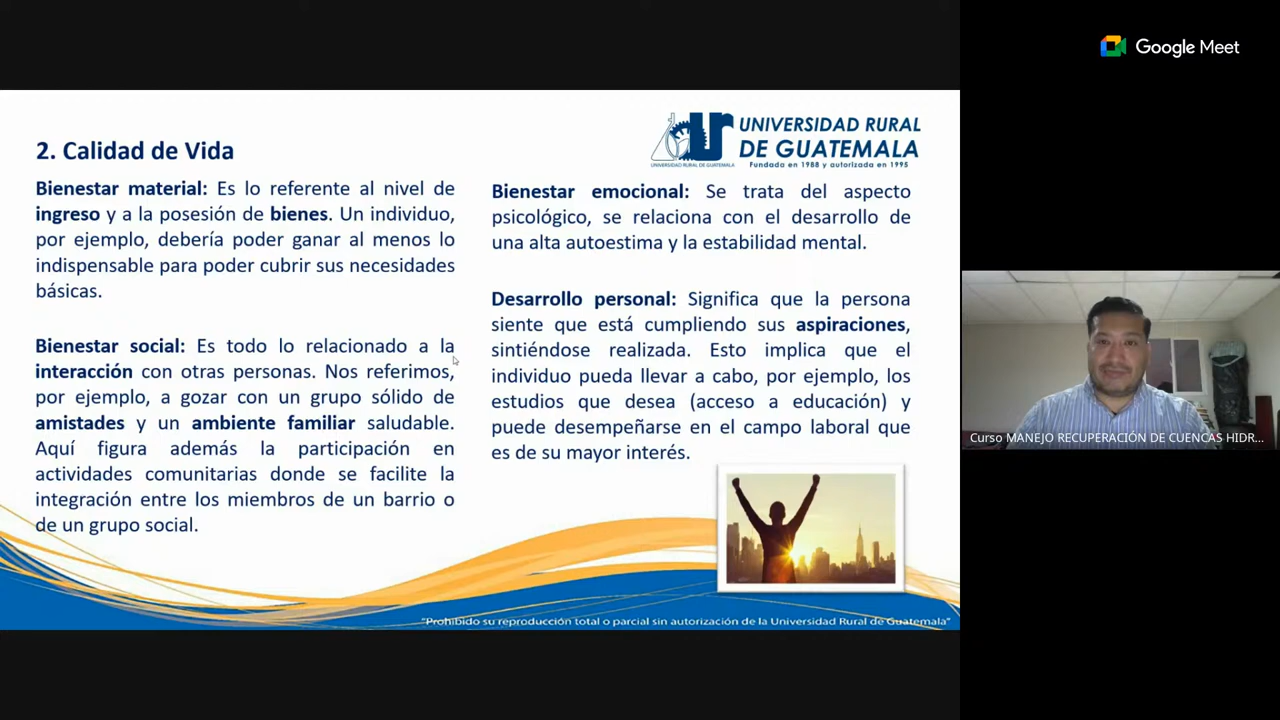 Google Meet
UNIVERSIDAD RURAL
DE GUATEMALA
Fundada en 1988 y autorizada en 1995
UNIVERSIDAD RURAL DE GUATEMALA
2. Calidad de Vida
Bienestar material: Es lo referente al nivel de
ingreso y a la posesión de bienes. Un individuo,
por ejemplo, debería poder ganar al menos lo
indispensable para poder cubrir sus necesidades
básicas.
Bienestar social: Es todo lo relacionado a la
interacción con otras personas. Nos referimos,
por ejemplo, a gozar con un grupo sólido de
amistades y un ambiente familiar saludable.
Aquí figura además la participación en
actividades comunitarias donde se facilite la
integración entre los miembros de un barrio o
de un grupo social.
Bienestar emocional: Se trata del aspecto
psicológico, se relaciona con el desarrollo de
una alta autoestima y la estabilidad mental.
Desarrollo personal: Significa que la persona
siente que está cumpliendo sus aspiraciones,
sintiéndose realizada. Esto implica que el
individuo pueda llevar a cabo, por ejemplo, los
estudios que desea (acceso a educación) y
puede desempeñarse en el campo laboral que
es de su mayor interés.
"Prohibido su reproducción total o parcial sin autorización de la Universidad Rural de Guatemala"
Curso MANEJO RECUPERACIÓN DE CUENCAS HIDR...